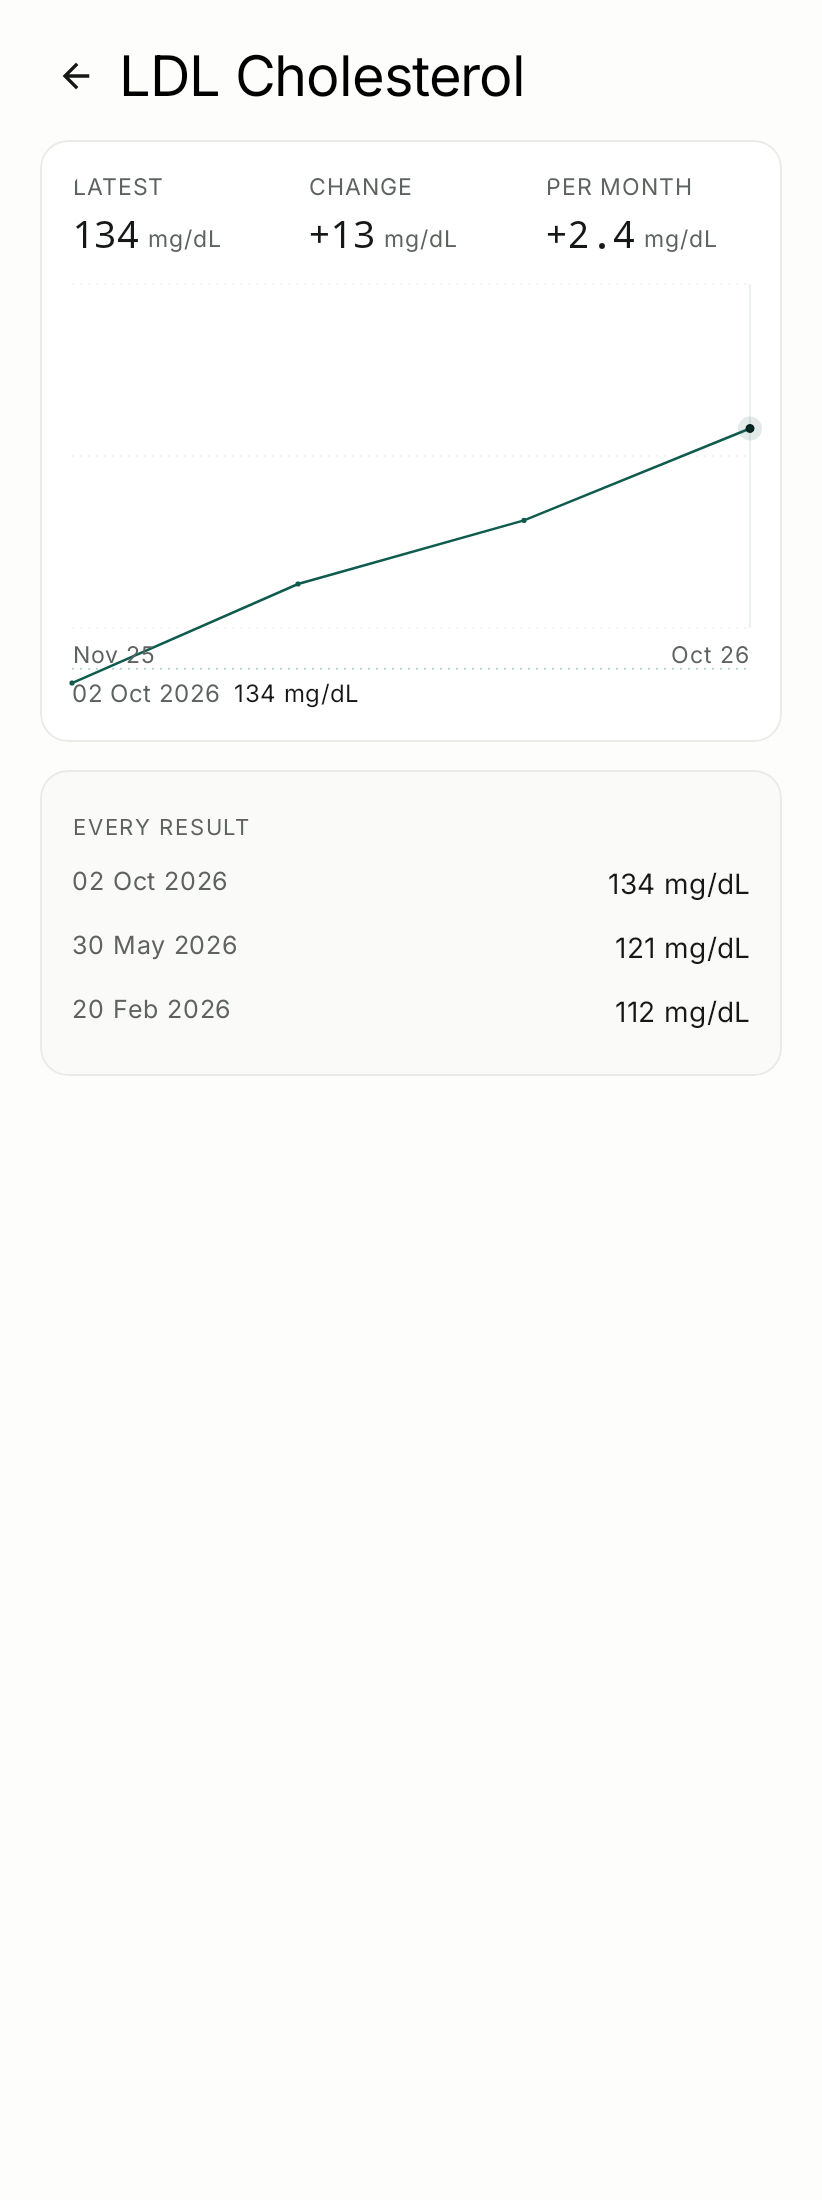 LDL Cholesterol
LATEST CHANGE PER MONTH
134 mg/dL +13 mg/dL +2.4 mg/dL
Nov 25 Oct 26
02 Oct 2026 134 mg/dL
EVERY RESULT
02 Oct 2026 134 mg/dL
30 May 2026 121 mg/dL
20 Feb 2026 112 mg/dL